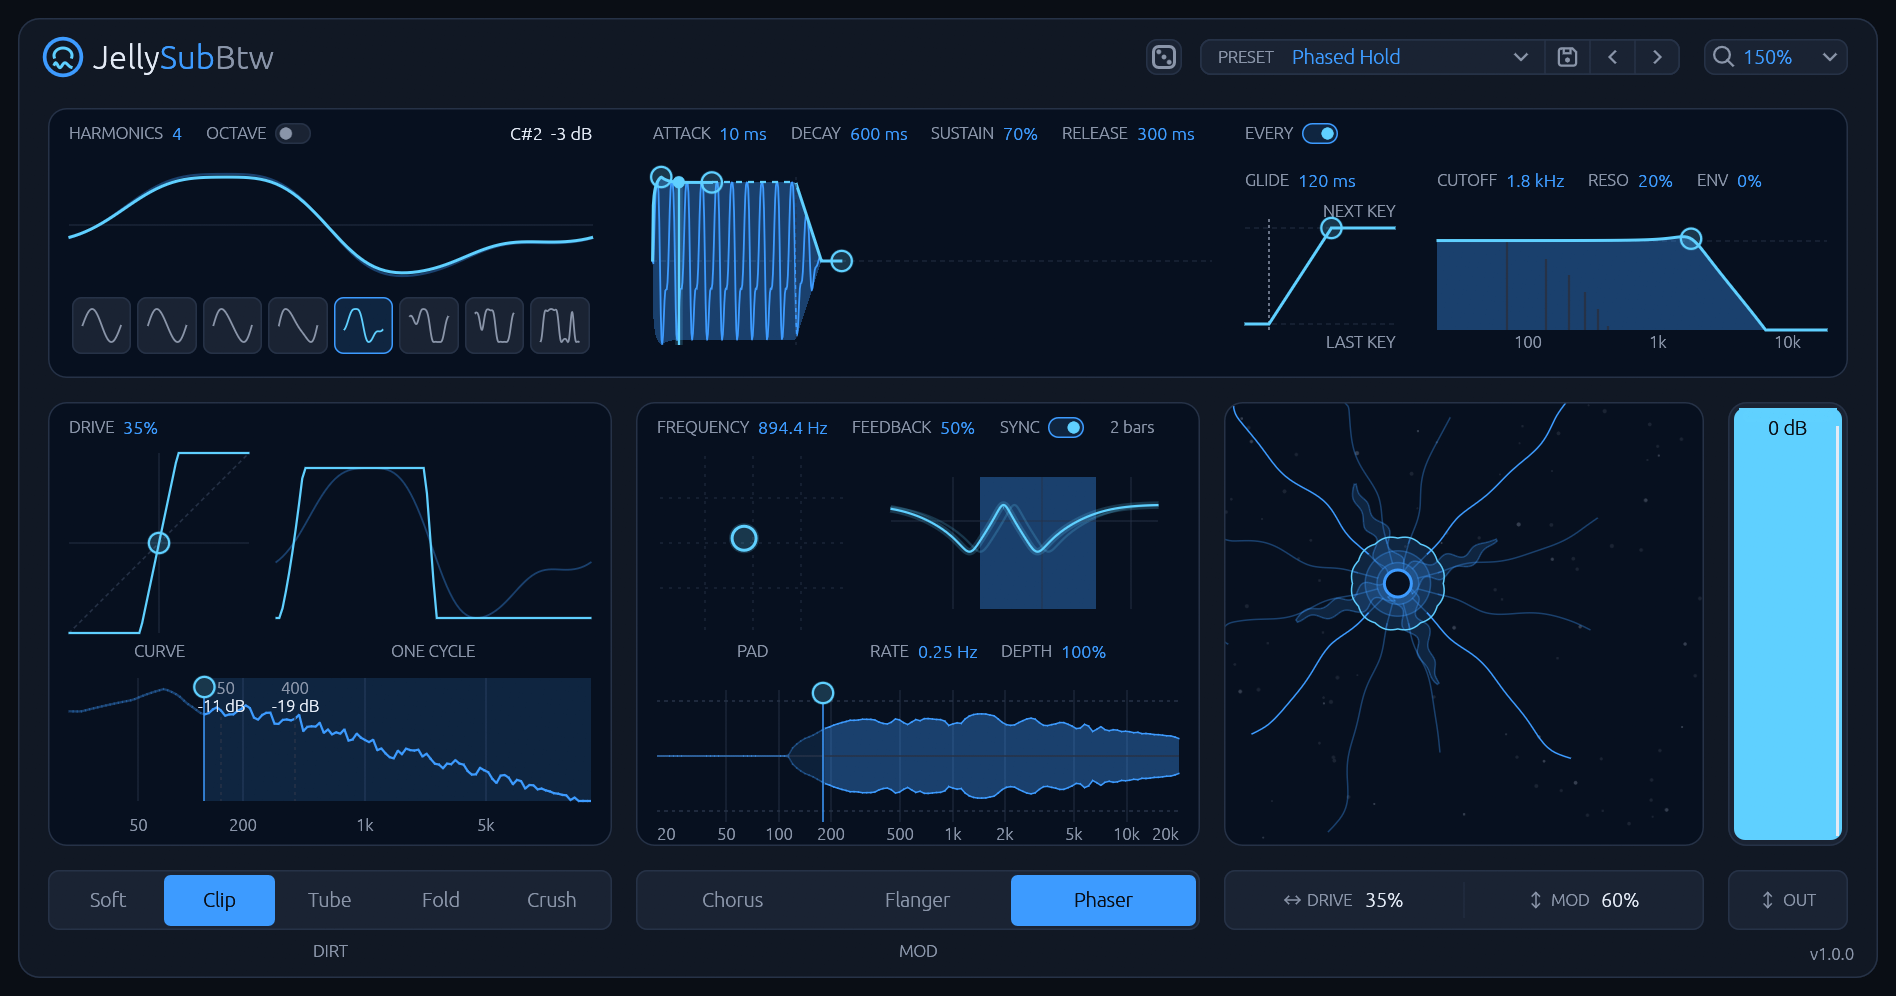 JellySubBtw
PRESET Phased Hold
150%
HARMONICS 4 OCTAVE C#2 -3 dB
ATTACK 10 ms DECAY 600 ms SUSTAIN 70% RELEASE 300 ms
EVERY
GLIDE 120 ms
NEXT KEY
LAST KEY
CUTOFF 1.8 kHz RESO 20% ENV 0%
100 1k 10k
DRIVE 35%
CURVE ONE CYCLE
50 400
-11 dB -19 dB
50 200 1k 5k
FREQUENCY 894.4 Hz FEEDBACK 50% SYNC 2 bars
PAD RATE 0.25 Hz DEPTH 100%
20 50 100 200 500 1k 2k 5k 10k 20k
0 dB
Soft Clip Tube Fold Crush
DIRT
Chorus Flanger Phaser
MOD
DRIVE 35% MOD 60%
OUT
v1.0.0